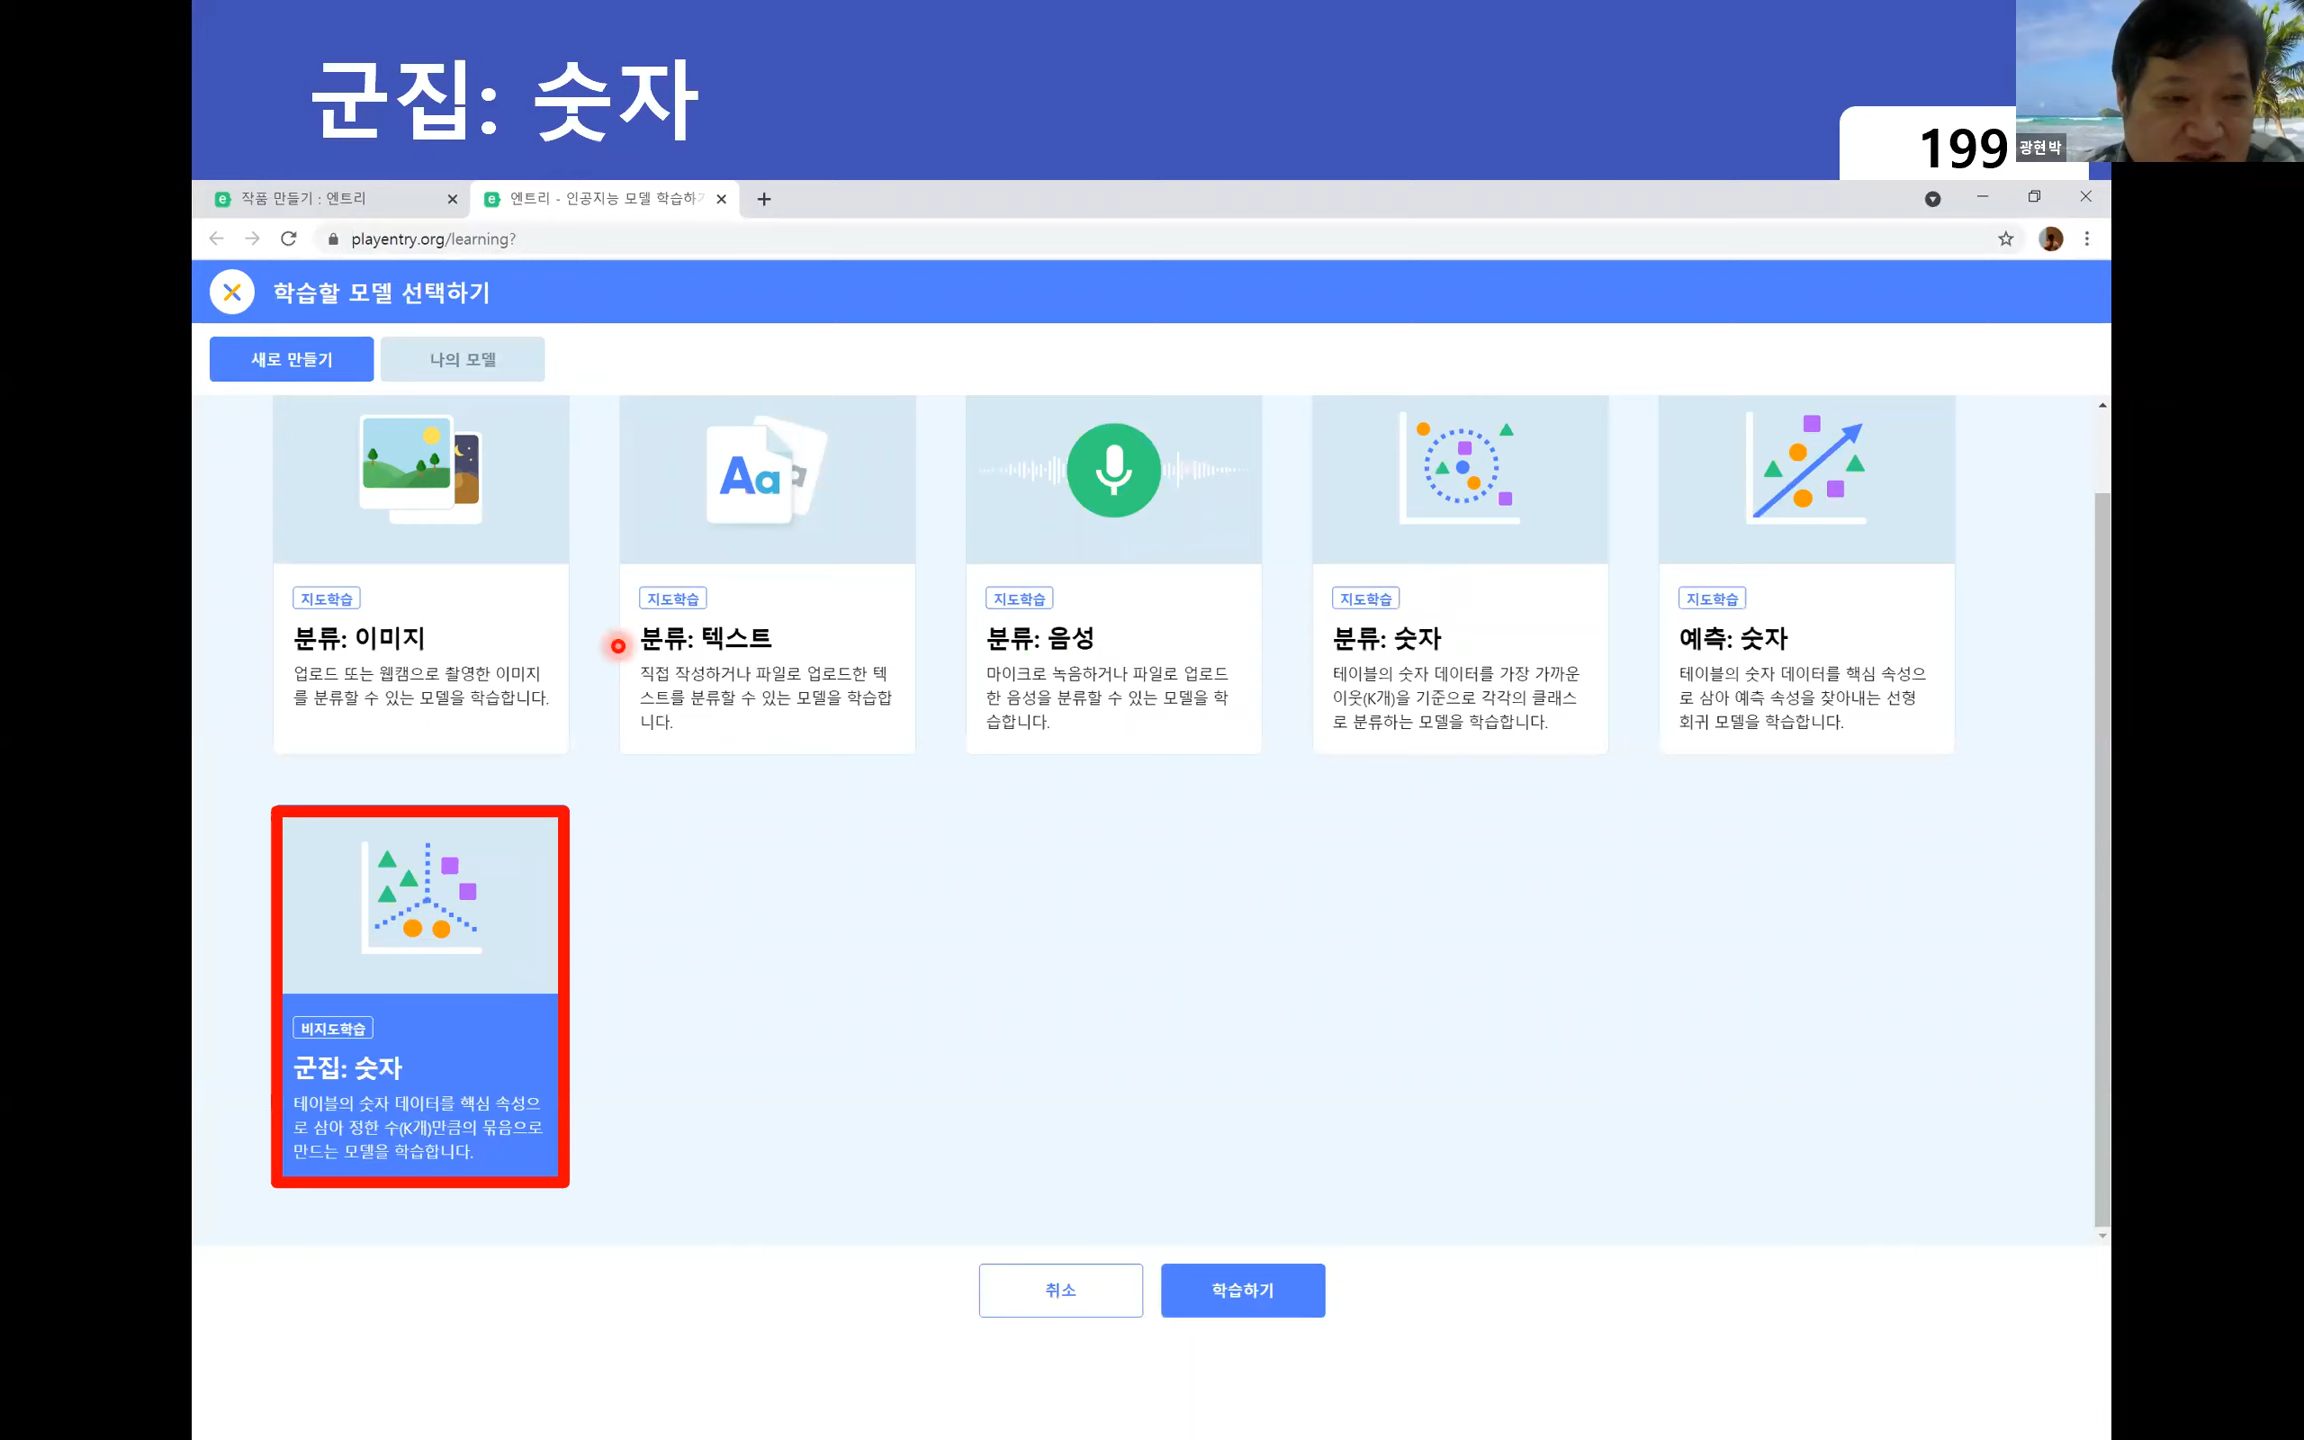 군집: 숫자
199
광현박
작품 만들기 : 엔트리
엔트리 - 인공지능 모델 학습하기
playentry.org/learning?
학습할 모델 선택하기
새로 만들기
나의 모델
지도학습
분류: 이미지
업로드 또는 웹캠으로 촬영한 이미지
를 분류할 수 있는 모델을 학습합니다.
Aa
지도학습
분류: 텍스트
직접 작성하거나 파일로 업로드한 텍
스트를 분류할 수 있는 모델을 학습합
니다.
지도학습
분류: 음성
마이크로 녹음하거나 파일로 업로드
한 음성을 분류할 수 있는 모델을 학
습합니다.
지도학습
분류: 숫자
테이블의 숫자 데이터를 가장 가까운
이웃(K개)을 기준으로 각각의 클래스
로 분류하는 모델을 학습합니다.
지도학습
예측: 숫자
테이블의 숫자 데이터를 핵심 속성으
로 삼아 예측 속성을 찾아내는 선형
회귀 모델을 학습합니다.
비지도학습
군집: 숫자
테이블의 숫자 데이터를 핵심 속성으
로 삼아 정한 수(K개)만큼의 묶음으로
만드는 모델을 학습합니다.
취소
학습하기